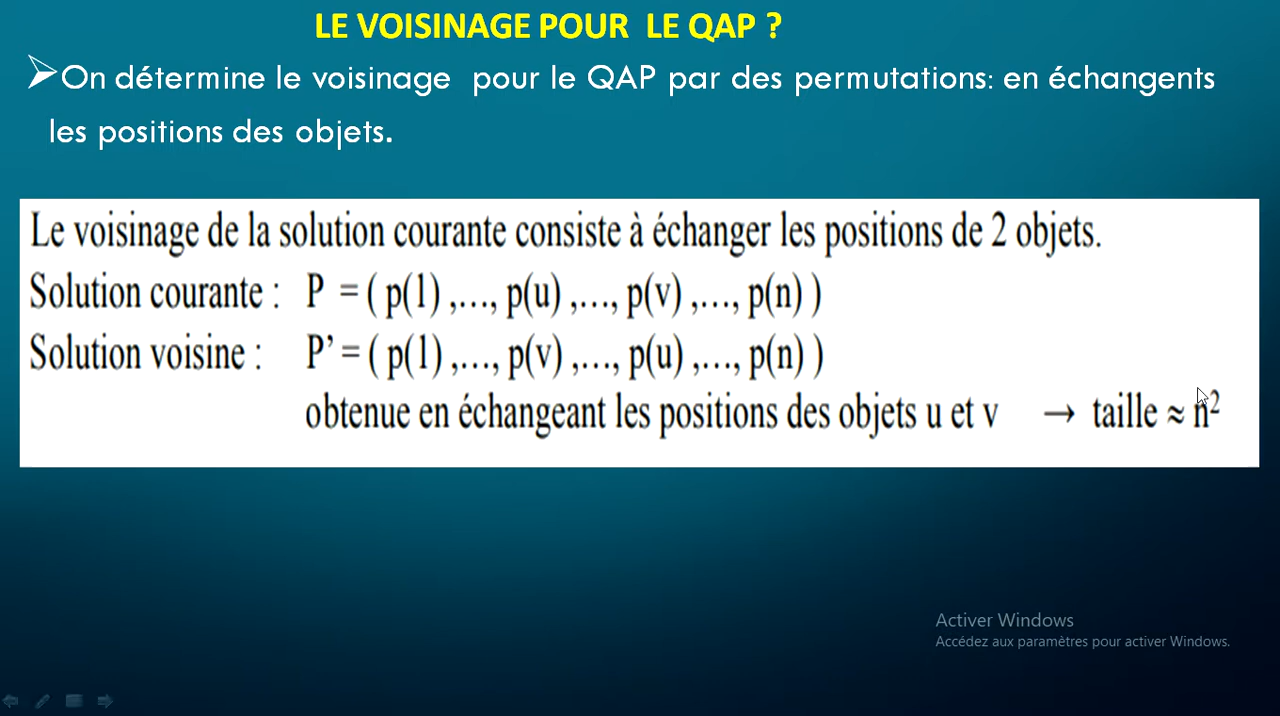 LE VOISINAGE POUR LE QAP ?
➢On détermine le voisinage pour le QAP par des permutations: en échangents
les positions des objets.
Le voisinage de la solution courante consiste à échanger les positions de 2 objets.
Solution courante : P = ( p(1) ,…, p(u) ,…, p(v) ,…, p(n) )
Solution voisine : P’ = ( p(1) ,…, p(v) ,…, p(u) ,…, p(n) )
obtenue en échangeant les positions des objets u et v → taille ≈ n²
Activer Windows
Accédez aux paramètres pour activer Windows.